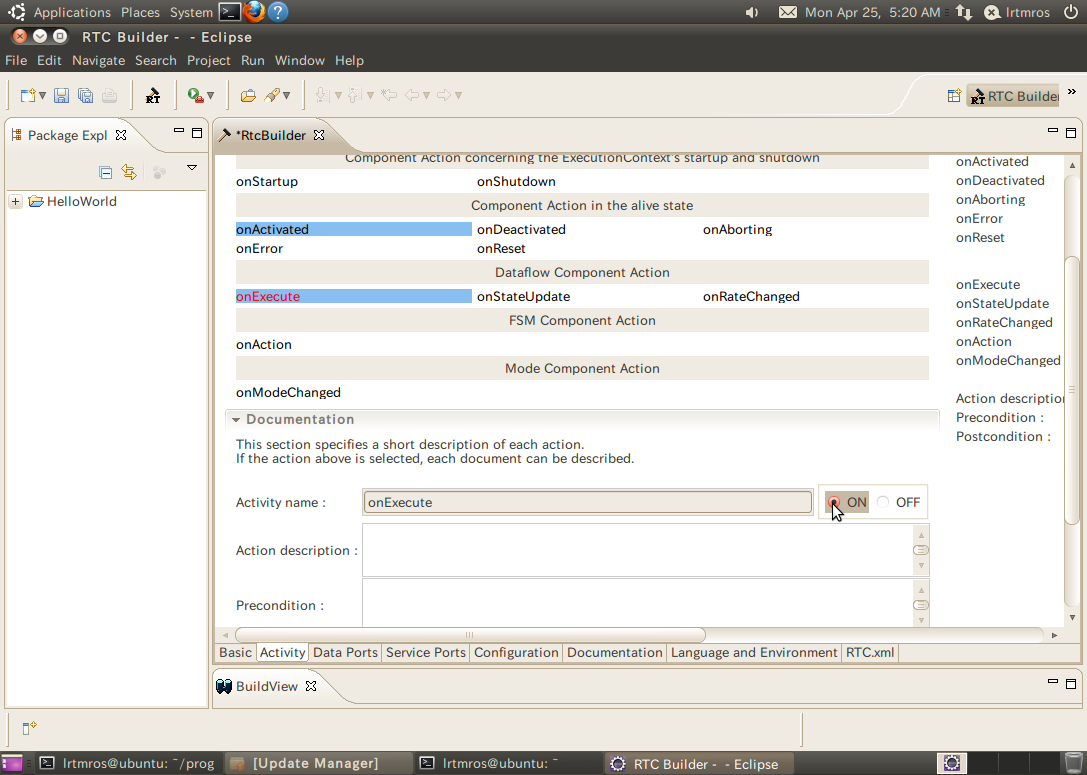 Applications Places System Mon Apr 25, 5:20 AM lrtmros
RTC Builder - - Eclipse
File Edit Navigate Search Project Run Window Help
RT RT RTC Builder
Package Expl *RtcBuilder
Component Action concerning the ExecutionContext's startup and shutdown
onActivated
onStartup onShutdown
onDeactivated
HelloWorld
Component Action in the alive state
onAborting
onActivated onDeactivated onAborting
onError
onError onReset
onReset
Dataflow Component Action
onExecute
onExecute onStateUpdate onRateChanged
onStateUpdate
FSM Component Action
onRateChanged
onAction
onAction
Mode Component Action
onModeChanged
onModeChanged
Action description
Documentation
Precondition :
Postcondition :
This section specifies a short description of each action.
If the action above is selected, each document can be described.
Activity name : onExecute ON OFF
Action description :
Precondition :
Basic Activity Data Ports Service Ports Configuration Documentation Language and Environment RTC.xml
BuildView
lrtmros@ubuntu: ~/prog [Update Manager] lrtmros@ubuntu: ~ RTC Builder - - Eclipse